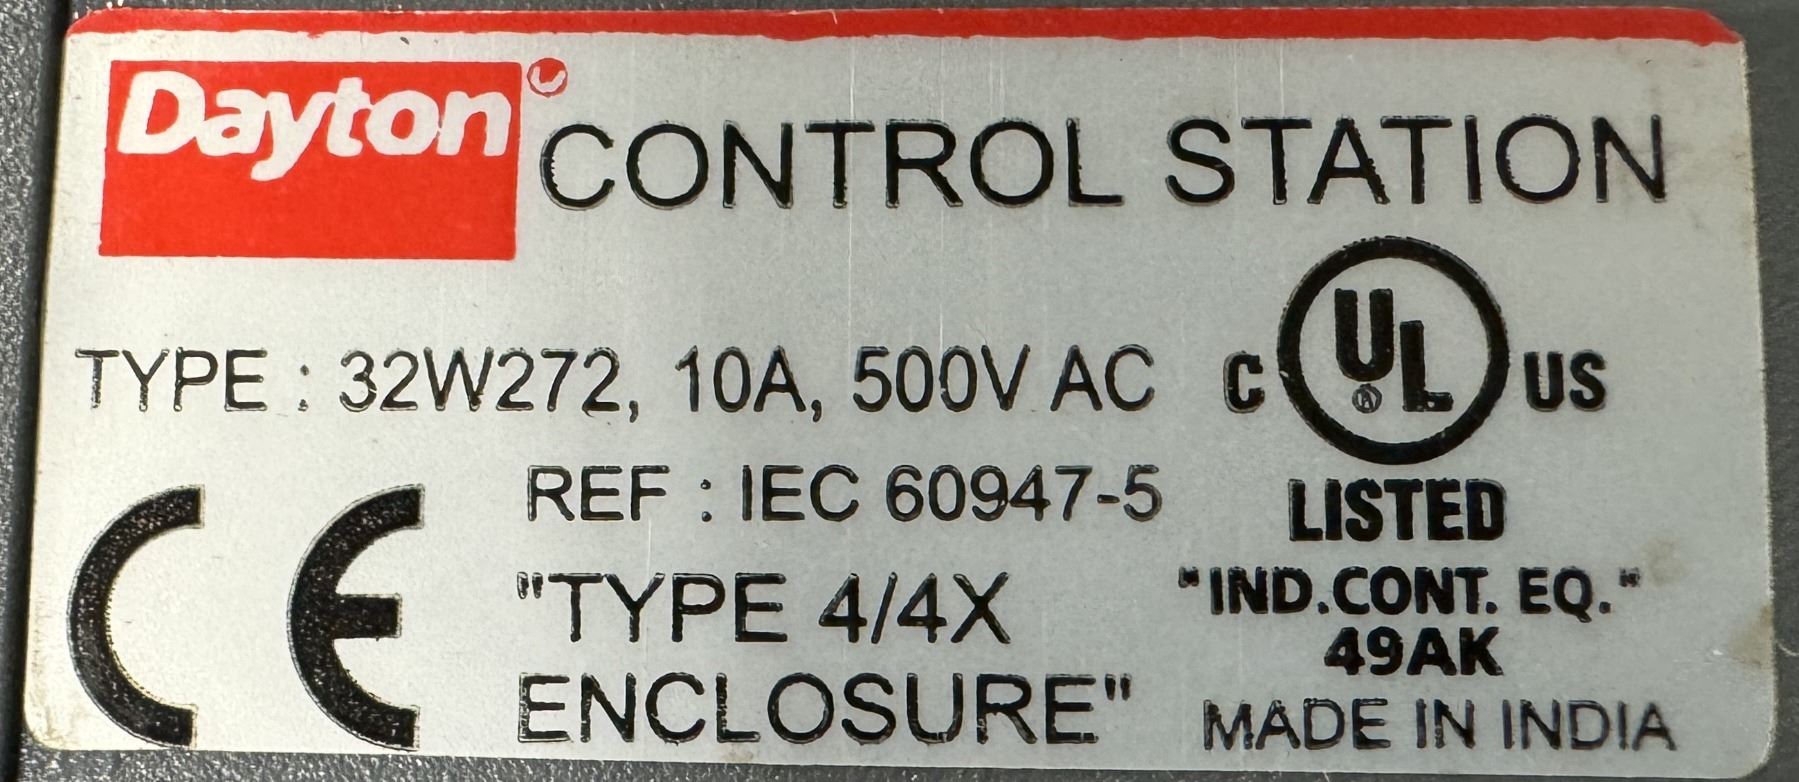 Dayton® CONTROL STATION
TYPE : 32W272, 10A, 500V AC
C UL® US
LISTED
CE
REF : IEC 60947-5
"TYPE 4/4X
ENCLOSURE"
"IND.CONT. EQ."
49AK
MADE IN INDIA